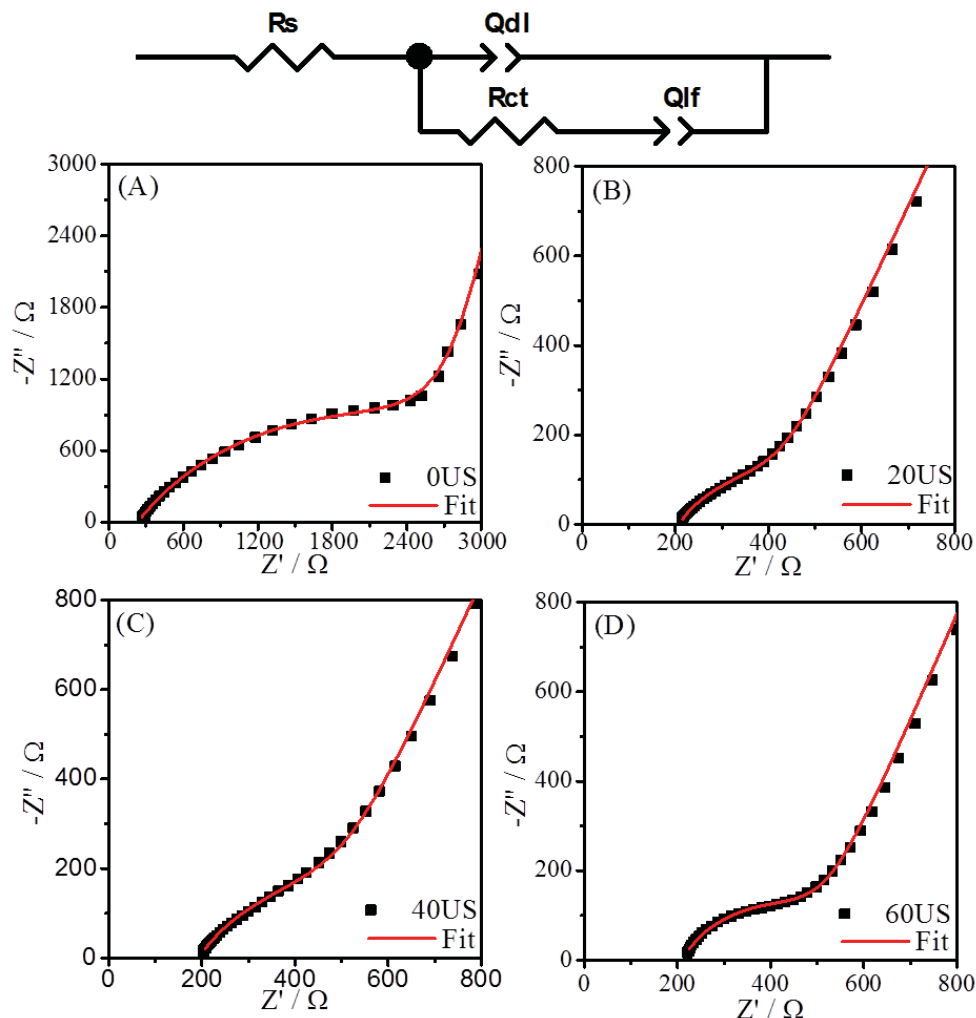 Rs Qdl
Rct Qlf
(A)
3000
2400
1800
1200
600
0
-Z" / Ω
0US
Fit
0 600 1200 1800 2400 3000
Z' / Ω
(B)
800
600
400
200
0
-Z" / Ω
20US
Fit
0 200 400 600 800
Z' / Ω
(C)
800
600
400
200
0
-Z" / Ω
40US
Fit
0 200 400 600 800
Z' / Ω
(D)
800
600
400
200
0
-Z" / Ω
60US
Fit
0 200 400 600 800
Z' / Ω